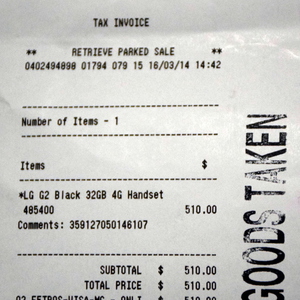 TAX INVOICE
** RETRIEVE PARKED SALE **
0402494898 01794 079 15 16/03/14 14:42
Number of Items - 1
Items $
*LG G2 Black 32GB 4G Handset
485400 510.00
Comments: 359127050146107
SUBTOTAL $ 510.00
TOTAL PRICE $ 510.00
510.00
GOODS TAKEN